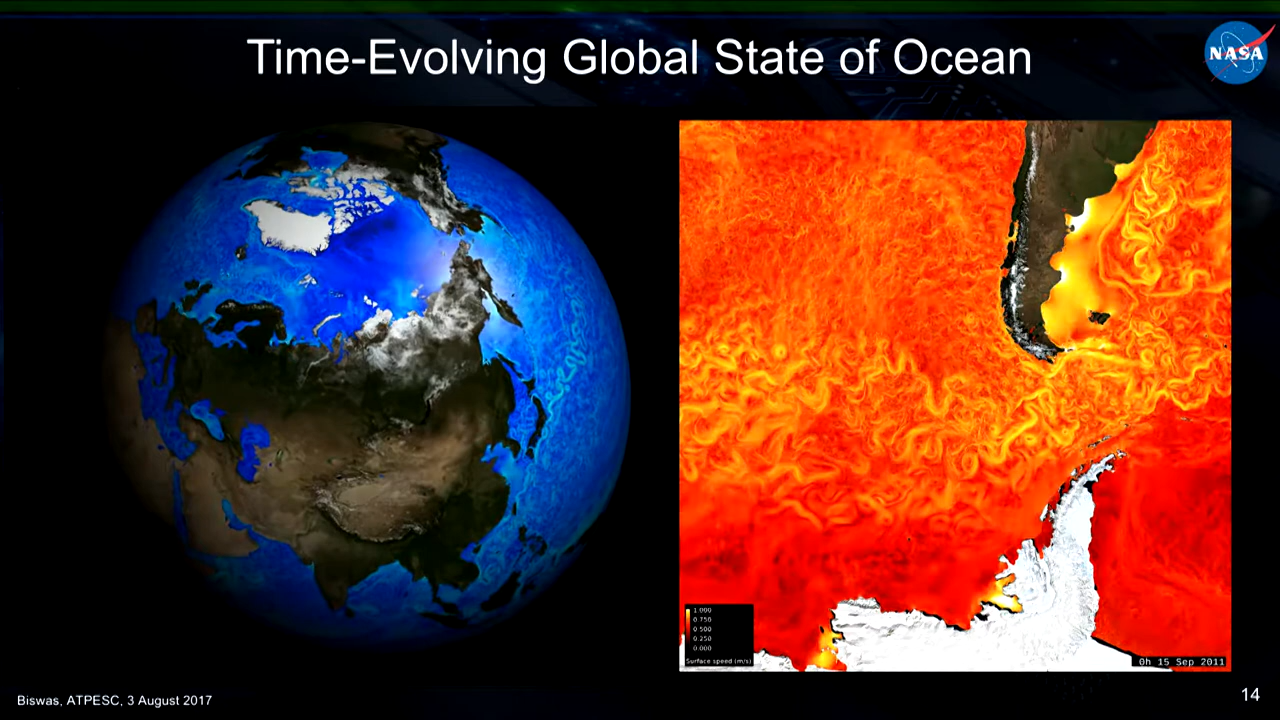 Time-Evolving Global State of Ocean
NASA
1.000
0.750
0.500
0.250
0.000
Surface speed (m/s)
0h 15 Sep 2011
Biswas, ATPESC, 3 August 2017
14